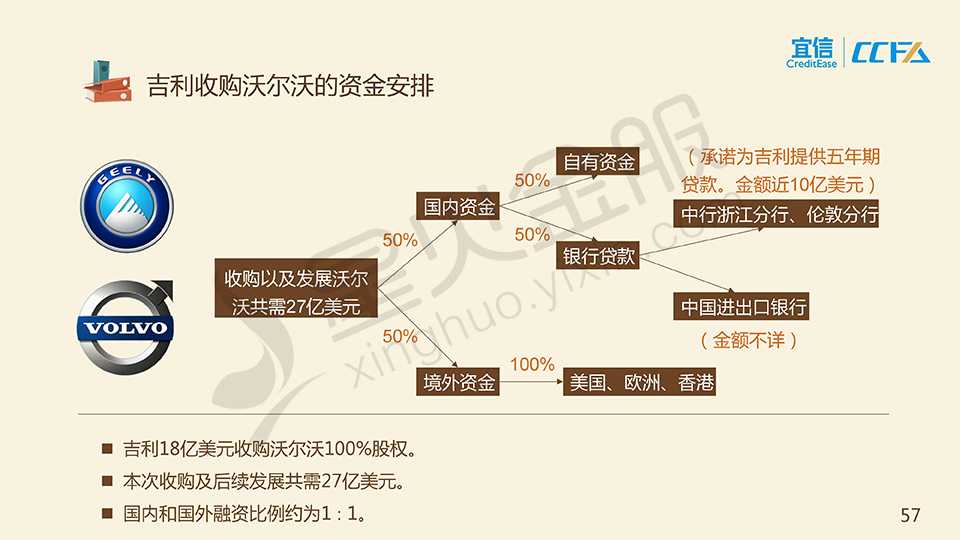 宜信
CreditEase
CCFA
吉利收购沃尔沃的资金安排
GEELY
VOLVO
收购以及发展沃尔
沃共需27亿美元
50%
50%
国内资金
境外资金
50%
50%
100%
自有资金
银行贷款
美国、欧洲、香港
(承诺为吉利提供五年期
贷款。金额近10亿美元)
中行浙江分行、伦敦分行
中国进出口银行
(金额不详)
星火金服
xinghuo.yixin.com
■ 吉利18亿美元收购沃尔沃100%股权。
■ 本次收购及后续发展共需27亿美元。
■ 国内和国外融资比例约为1:1。
57